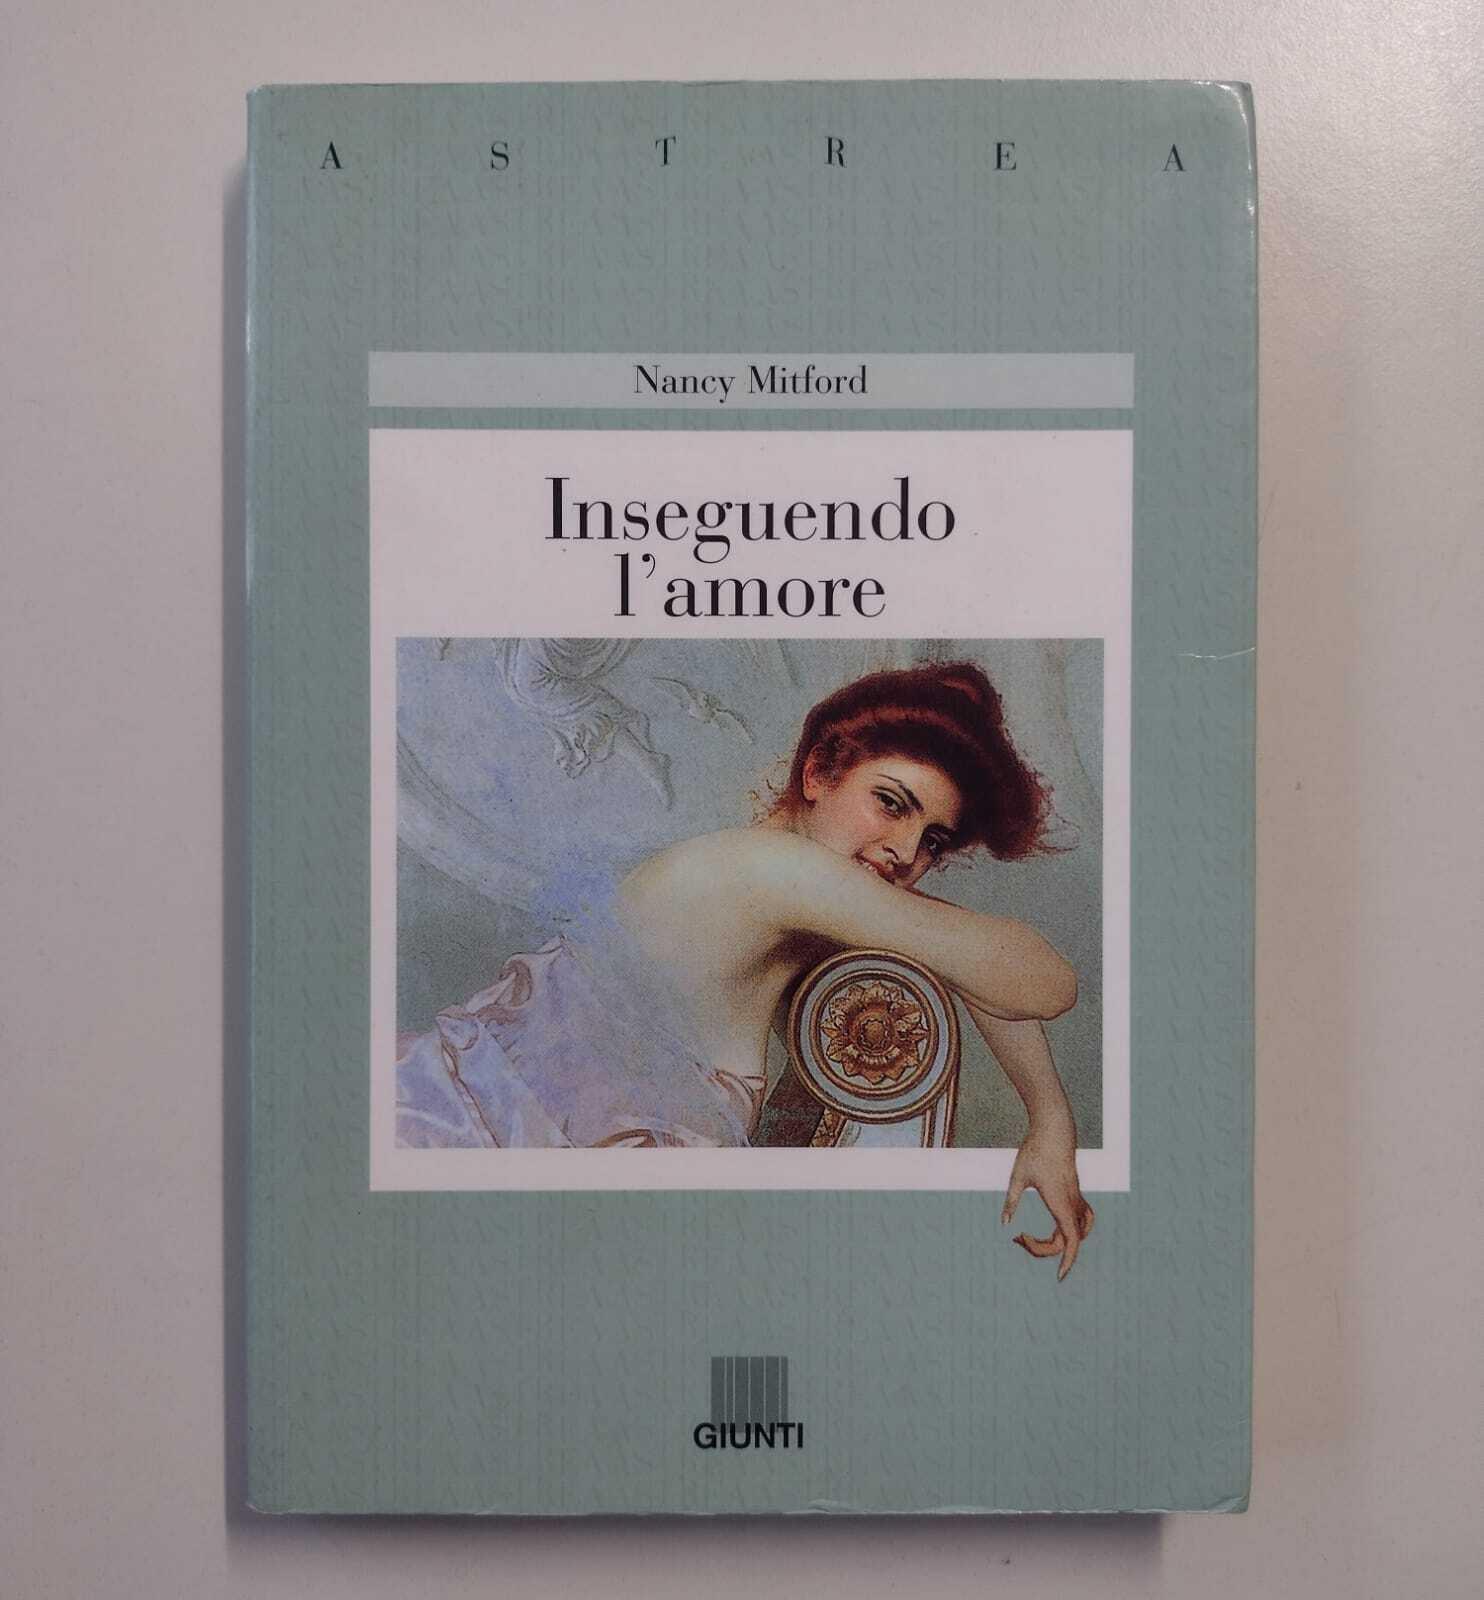 A S T R E A
Nancy Mitford
Inseguendo
l'amore
GIUNTI